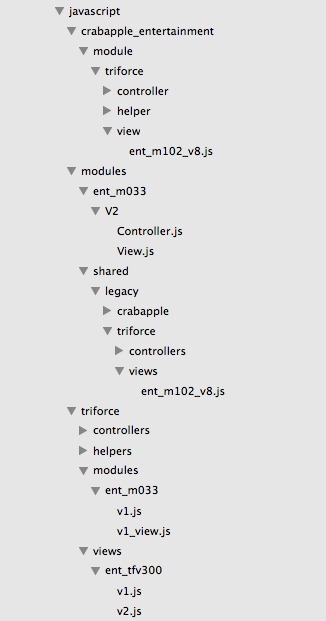 javascript
crabapple_entertainment
module
triforce
controller
helper
view
ent_m102_v8.js
modules
ent_m033
V2
Controller.js
View.js
shared
legacy
crabapple
triforce
controllers
views
ent_m102_v8.js
triforce
controllers
helpers
modules
ent_m033
v1.js
v1_view.js
views
ent_tfv300
v1.js
v2.js